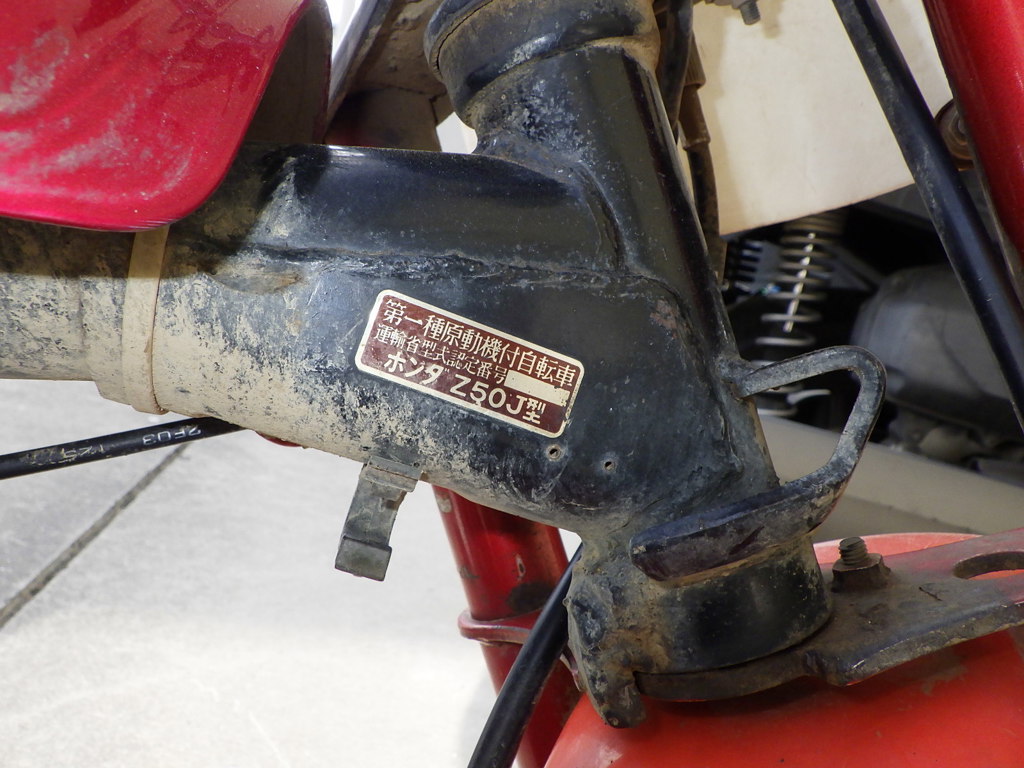 第一種原動機付自転車
運輸省型式認定番号
ホンダ Z50J型